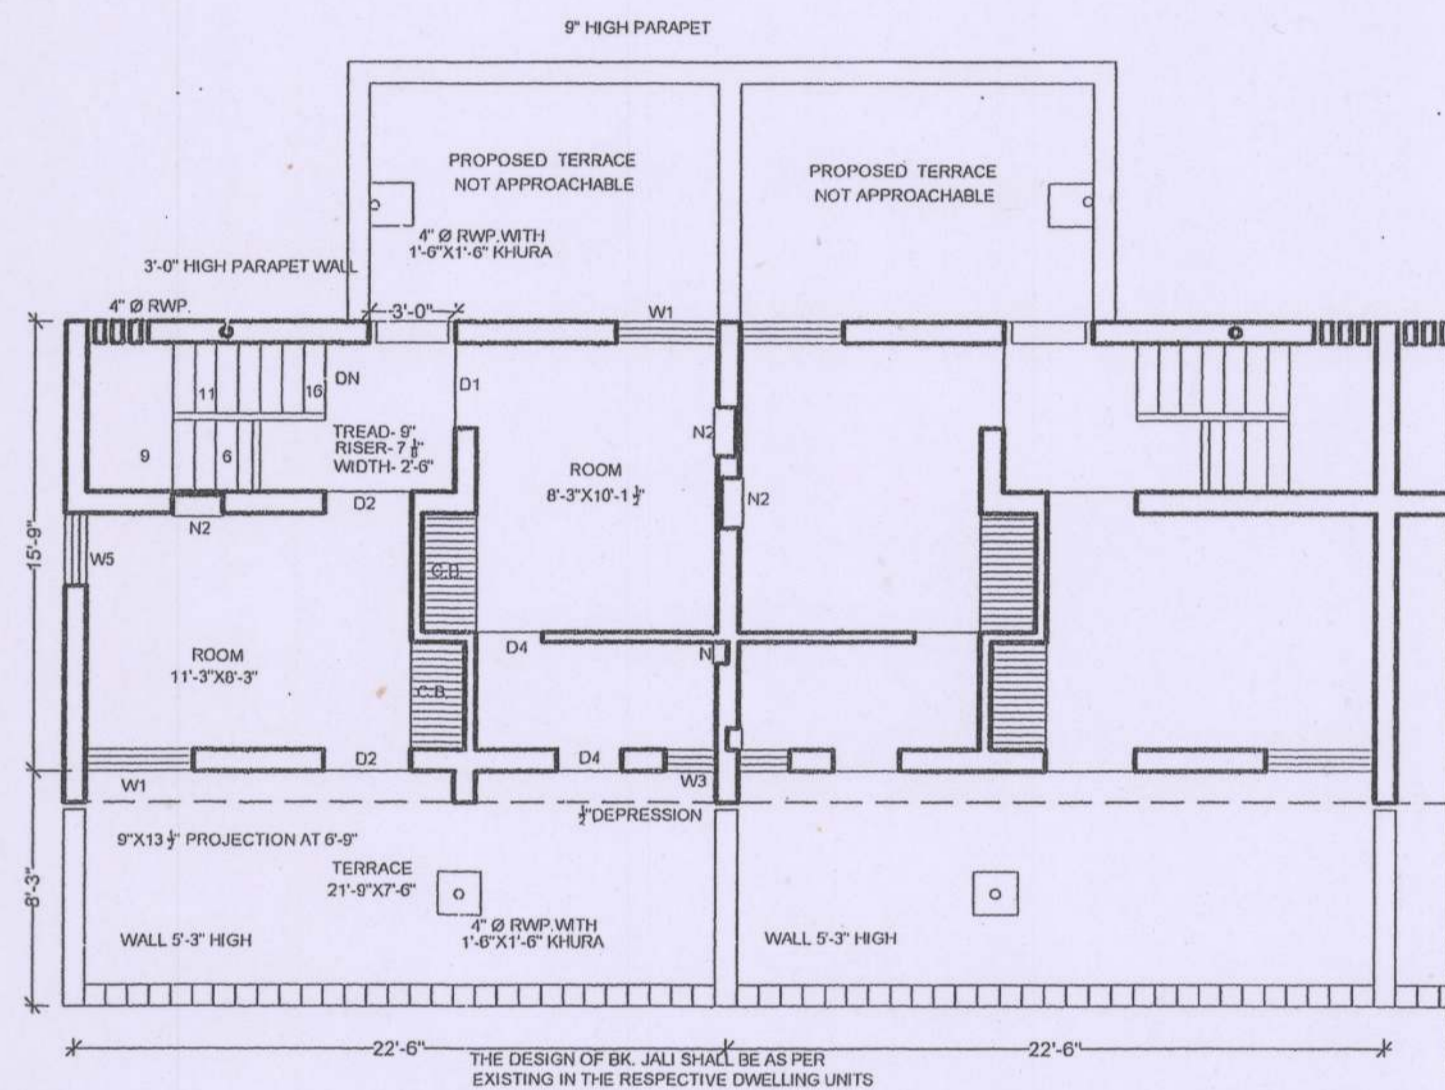 9" HIGH PARAPET
PROPOSED TERRACE
NOT APPROACHABLE
PROPOSED TERRACE
NOT APPROACHABLE
4" Ø RWP.WITH
1'-6"X1'-6" KHURA
3'-0" HIGH PARAPET WALL
4" Ø RWP.
3'-0"
W1
11
16
DN
D1
TREAD- 9"
RISER- 7 1/8"
WIDTH- 2'-6"
9
6
N2
ROOM
8'-3"X10'-1 1/2"
N2
D2
N2
15'-9"
W5
C.B.
D4
N
ROOM
11'-3"X8'-3"
C.B.
W1
D2
D4
W3
1/2"DEPRESSION
9"X13 1/2" PROJECTION AT 6'-9"
TERRACE
21'-9"X7'-6"
8'-3"
4" Ø RWP.WITH
1'-6"X1'-6" KHURA
WALL 5'-3" HIGH
WALL 5'-3" HIGH
22'-6"
22'-6"
THE DESIGN OF BK. JALI SHALL BE AS PER
EXISTING IN THE RESPECTIVE DWELLING UNITS